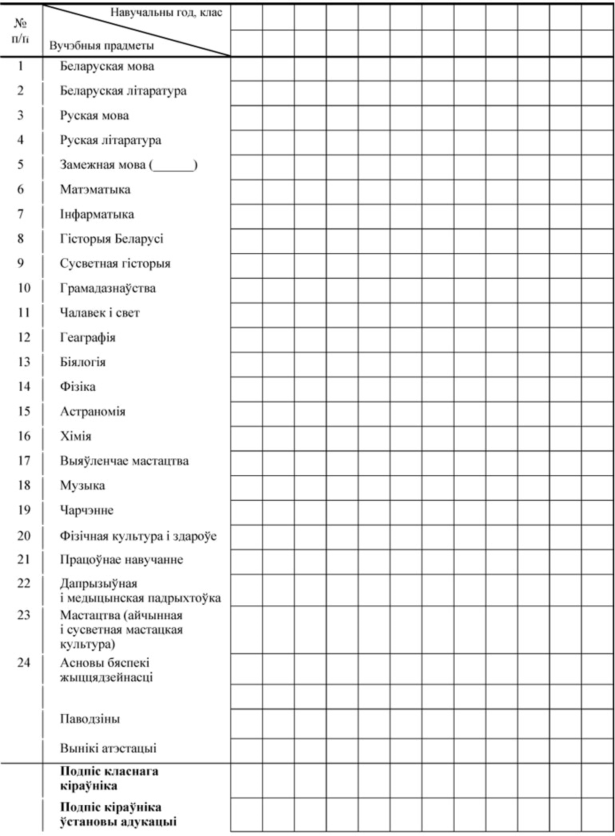 №
п/п
Навучальны год, клас
Вучэбныя прадметы
1 Беларуская мова
2 Беларуская літаратура
3 Руская мова
4 Руская літаратура
5 Замежная мова (______)
6 Матэматыка
7 Інфарматыка
8 Гісторыя Беларусі
9 Сусветная гісторыя
10 Грамадазнаўства
11 Чалавек і свет
12 Геаграфія
13 Біялогія
14 Фізіка
15 Астраномія
16 Хімія
17 Выяўленчае мастацтва
18 Музыка
19 Чарчэнне
20 Фізічная культура і здароўе
21 Працоўнае навучанне
22 Дапрызыўная
і медыцынская падрыхтоўка
23 Мастацтва (айчынная
і сусветная мастацкая
культура)
24 Асновы бяспекі
жыццядзейнасці
Паводзіны
Вынікі атэстацыі
Подпіс класнага
кіраўніка
Подпіс кіраўніка
ўстановы адукацыі